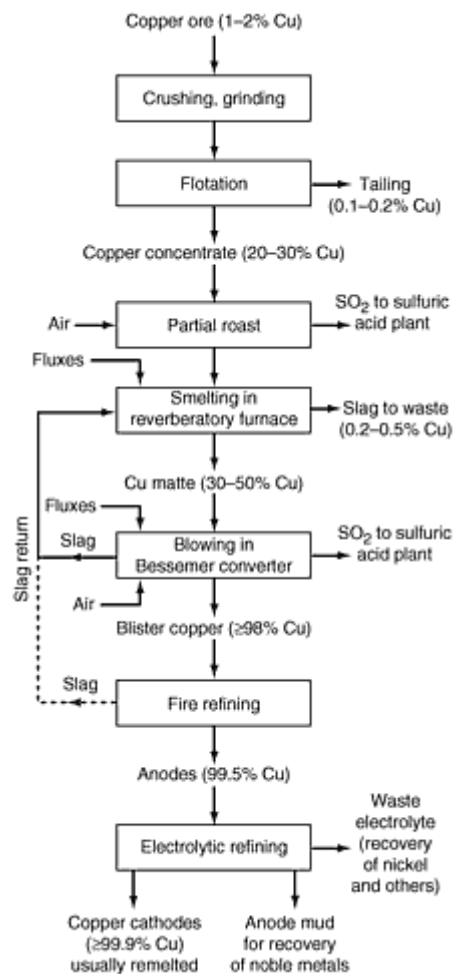 Copper ore (1–2% Cu)
Crushing, grinding
Flotation
Tailing
(0.1–0.2% Cu)
Copper concentrate (20–30% Cu)
Air
Partial roast
SO2 to sulfuric
acid plant
Fluxes
Smelting in
reverberatory furnace
Slag to waste
(0.2–0.5% Cu)
Cu matte (30–50% Cu)
Fluxes
Slag
Blowing in
Bessemer converter
SO2 to sulfuric
acid plant
Slag return
Air
Blister copper (≥98% Cu)
Slag
Fire refining
Anodes (99.5% Cu)
Electrolytic refining
Waste
electrolyte
(recovery
of nickel
and others)
Copper cathodes
(≥99.9% Cu)
usually remelted
Anode mud
for recovery
of noble metals